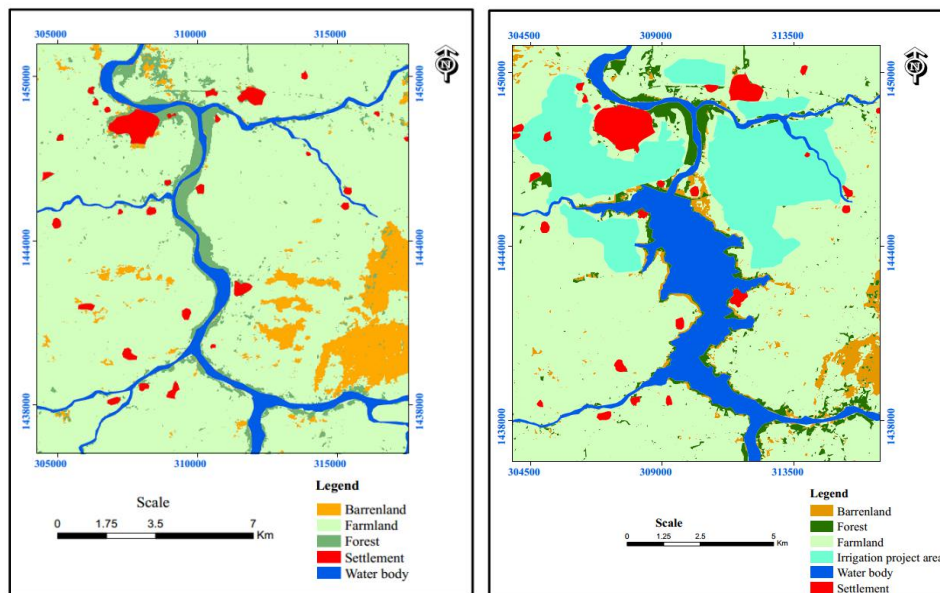 305000 310000 315000
N
1450000 1450000
1444000 1444000
1438000 1438000
305000 310000 315000
Scale
0 1.75 3.5 7
Km
Legend
Barrenland
Farmland
Forest
Settlement
Water body
304500 309000 313500
N
1450000 1450000
1444000 1444000
1438000 1438000
304500 309000 313500
Scale
0 1.25 2.5 5
Km
Legend
Barrenland
Forest
Farmland
Irrigation project area
Water body
Settlement